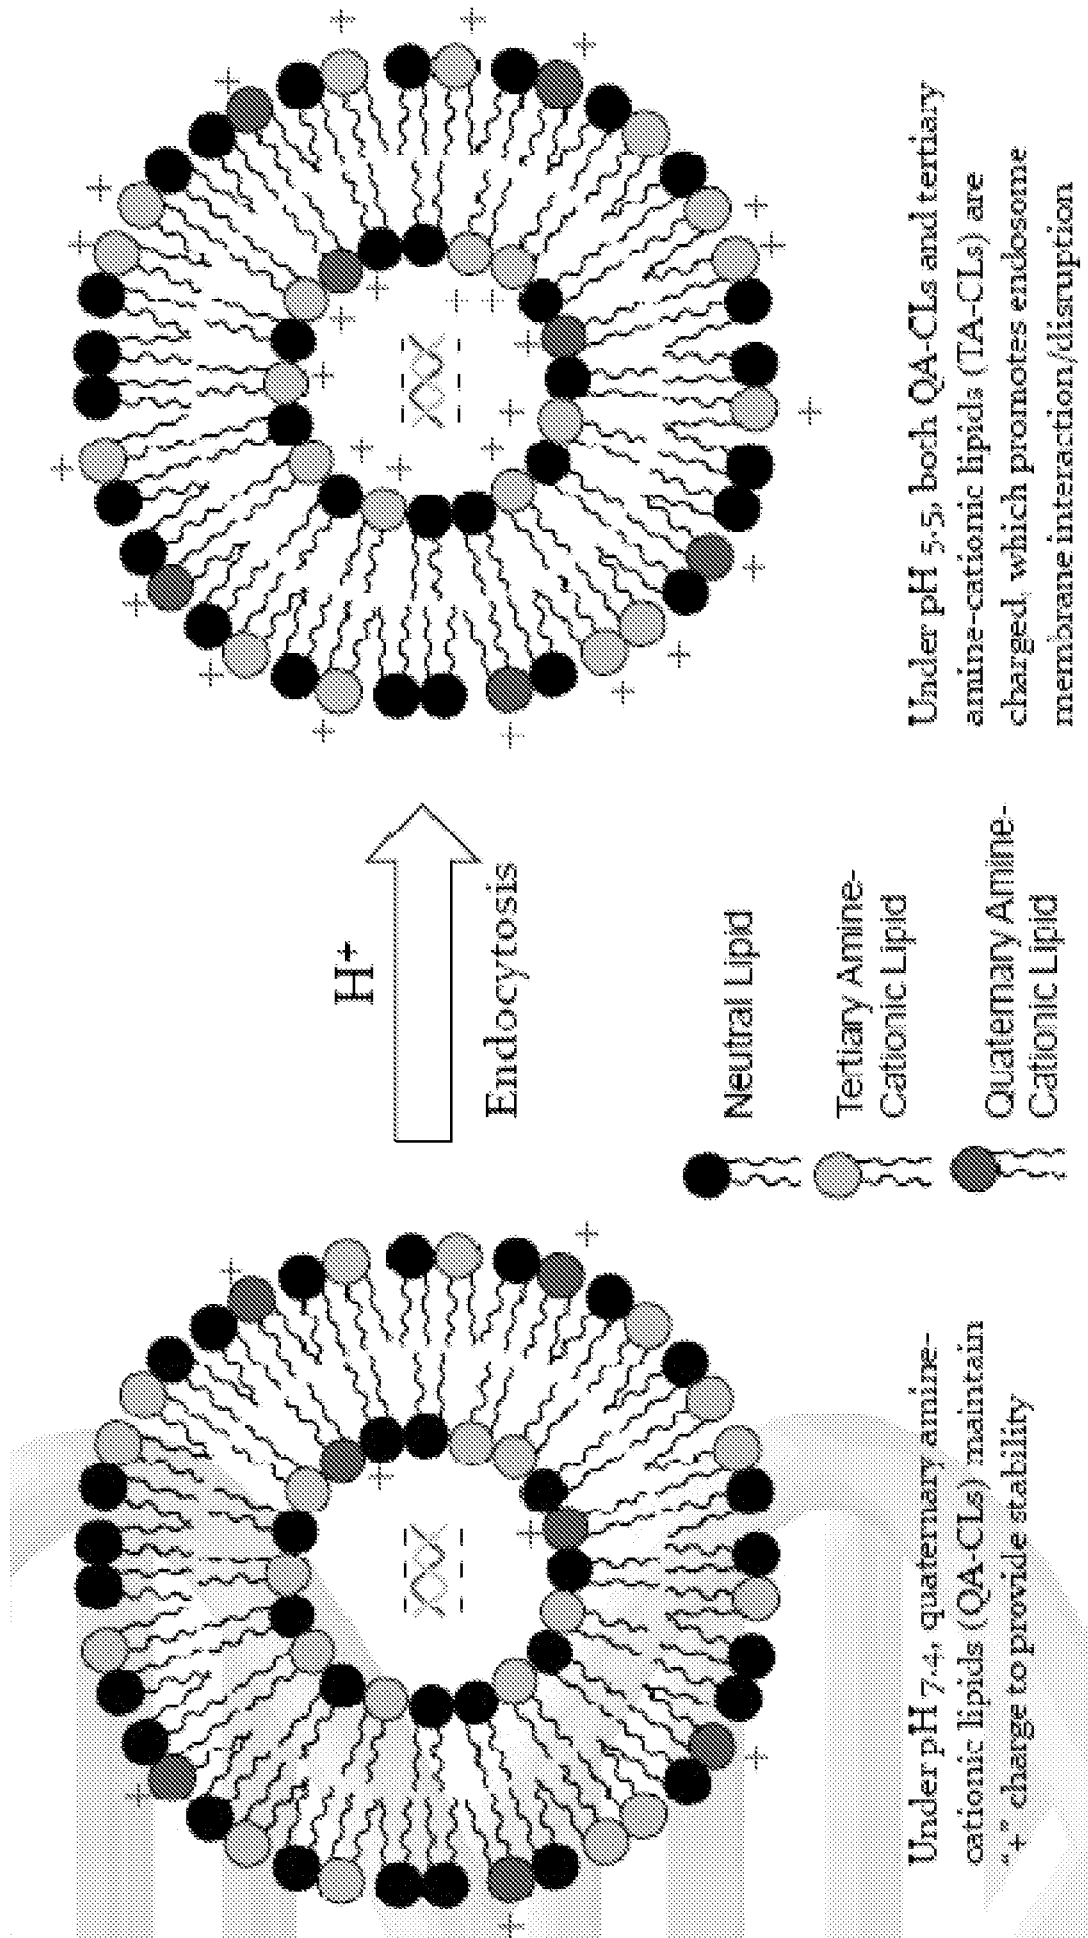 Under pH 7.4, quaternary amine-
cationic lipids (QA-CLs) maintain
“+” charge to provide stability
H+
Endocytosis
Neutral Lipid
Tertiary Amine-
Cationic Lipid
Quaternary Amine-
Cationic Lipid
Under pH 5.5, both QA-CLs and tertiary
amine-cationic lipids (TA-CLs) are
charged, which promotes endosome
membrane interaction/disruption